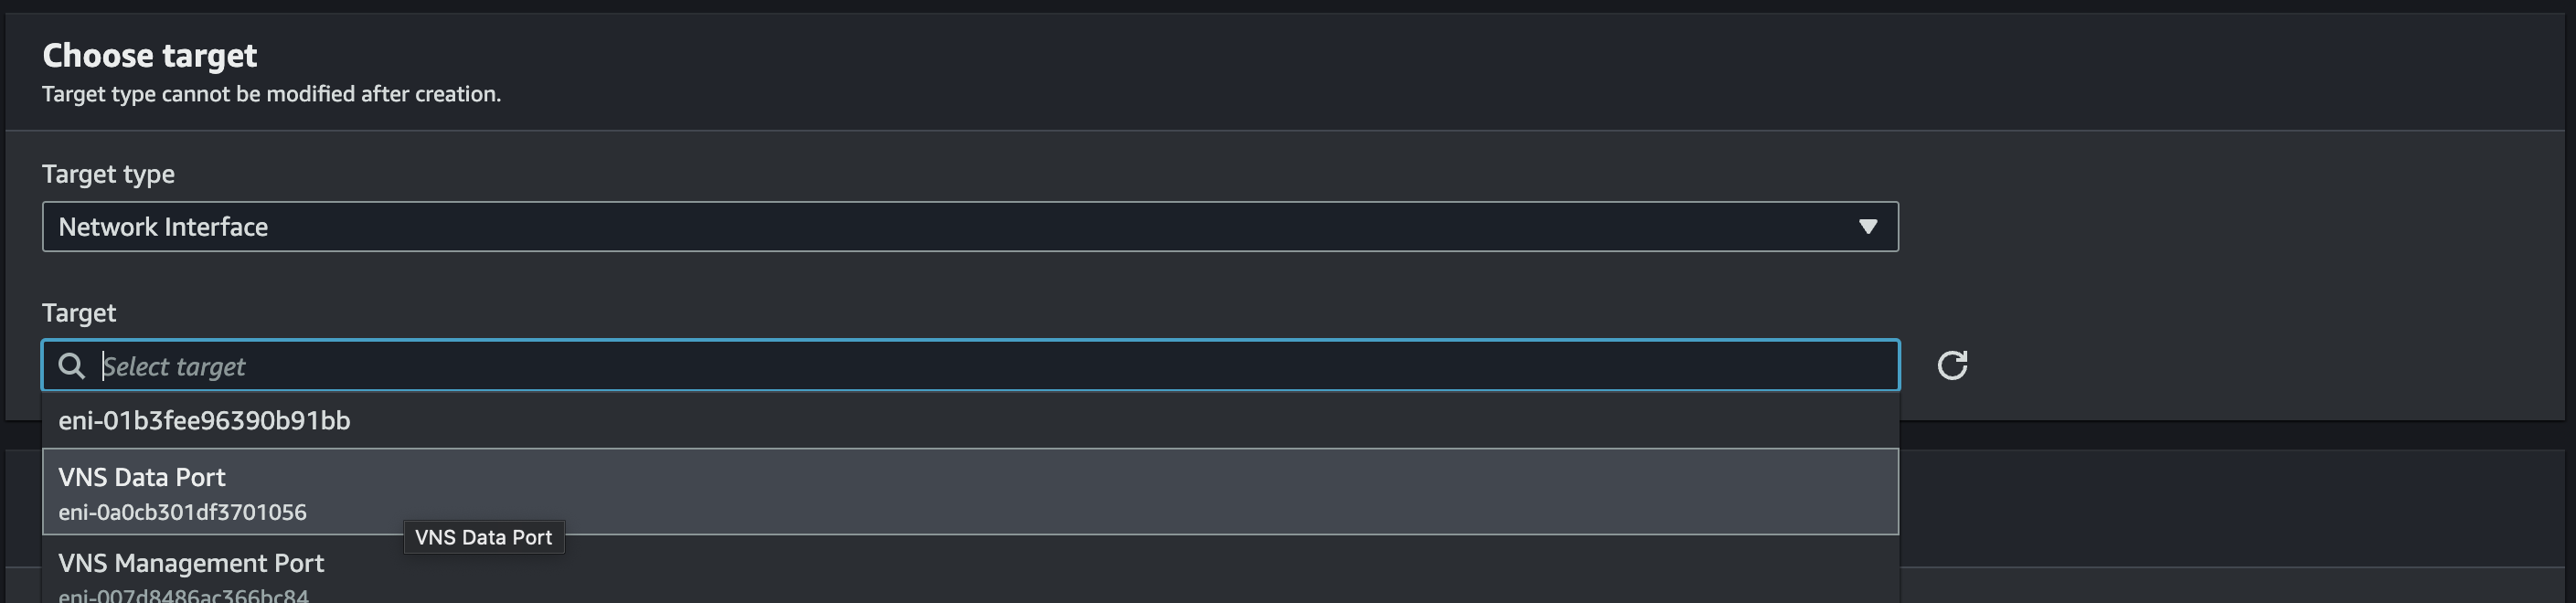 Choose target
Target type cannot be modified after creation.
Target type
Network Interface
Target
Select target
eni-01b3fee96390b91bb
VNS Data Port
eni-0a0cb301df3701056
VNS Data Port
VNS Management Port
eni-007d8486ac366bc84